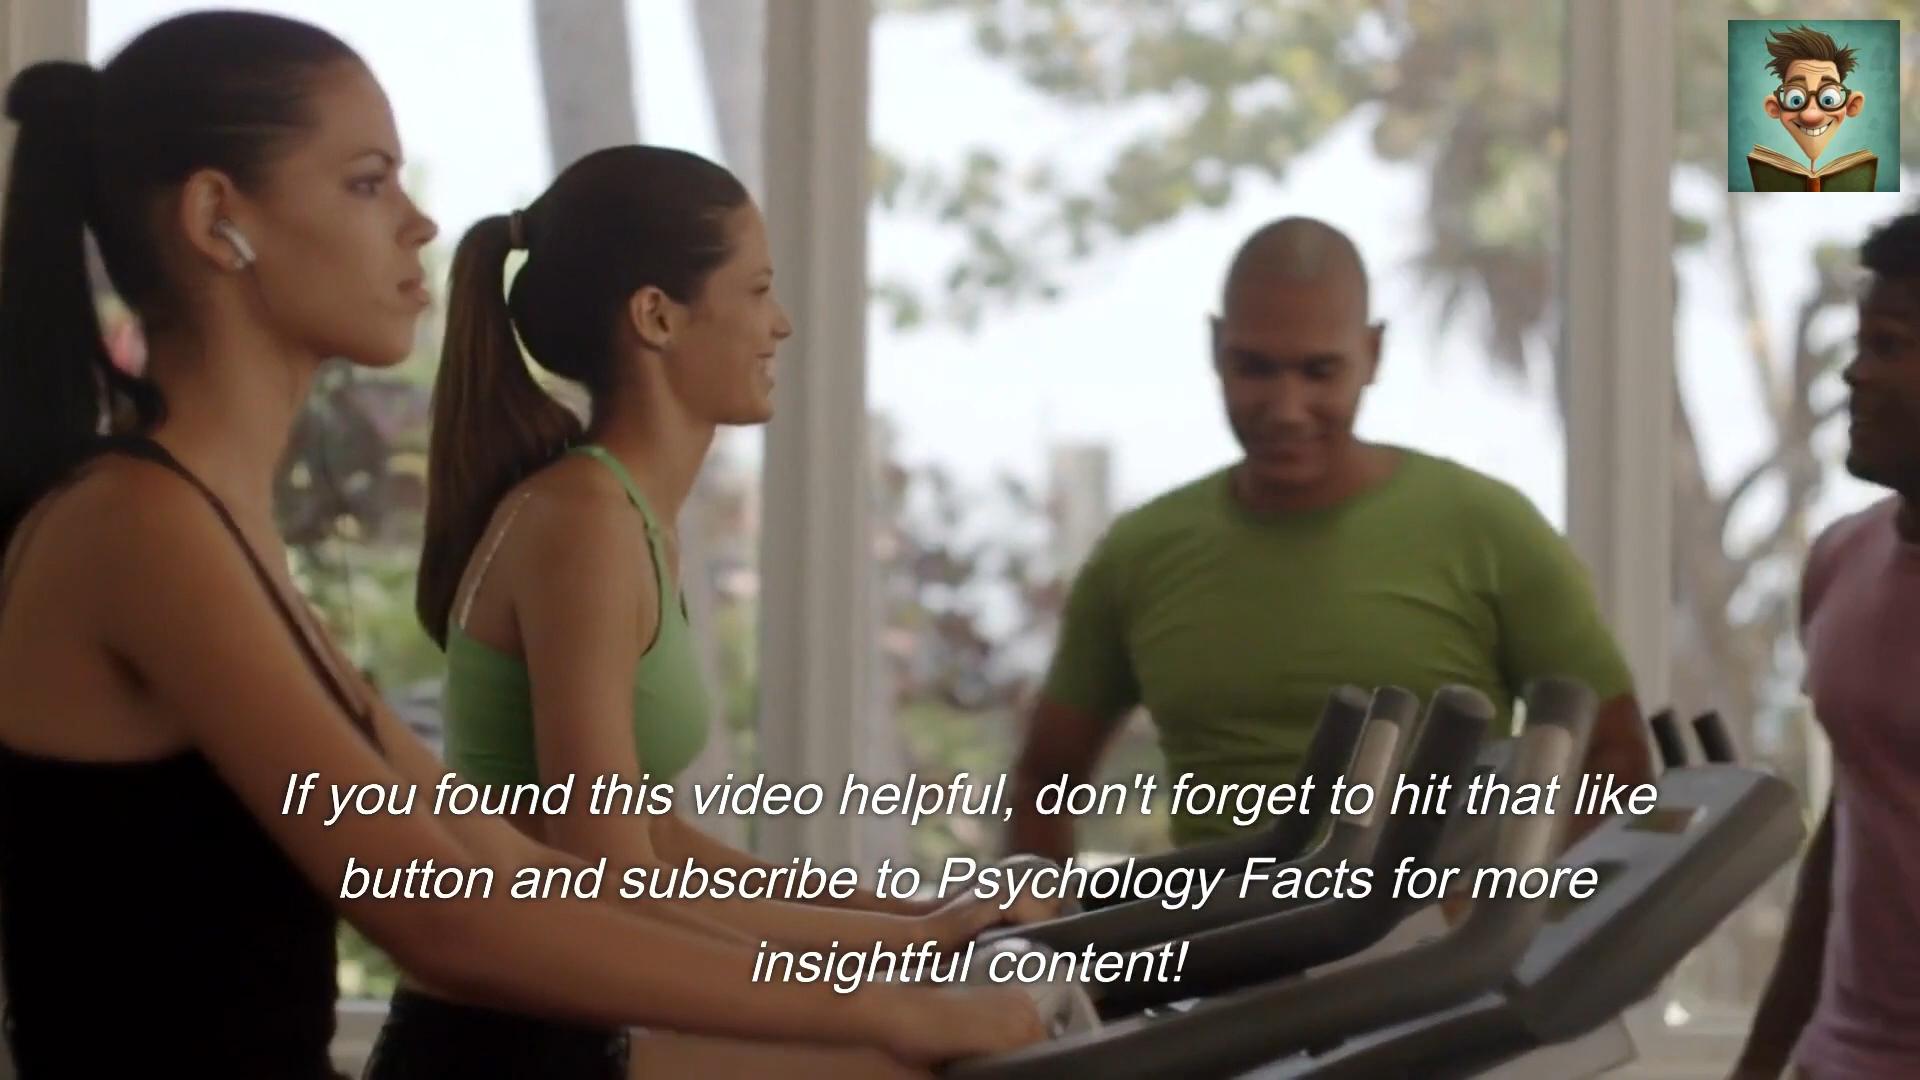 If you found this video helpful, don't forget to hit that like
button and subscribe to Psychology Facts for more
insightful content!